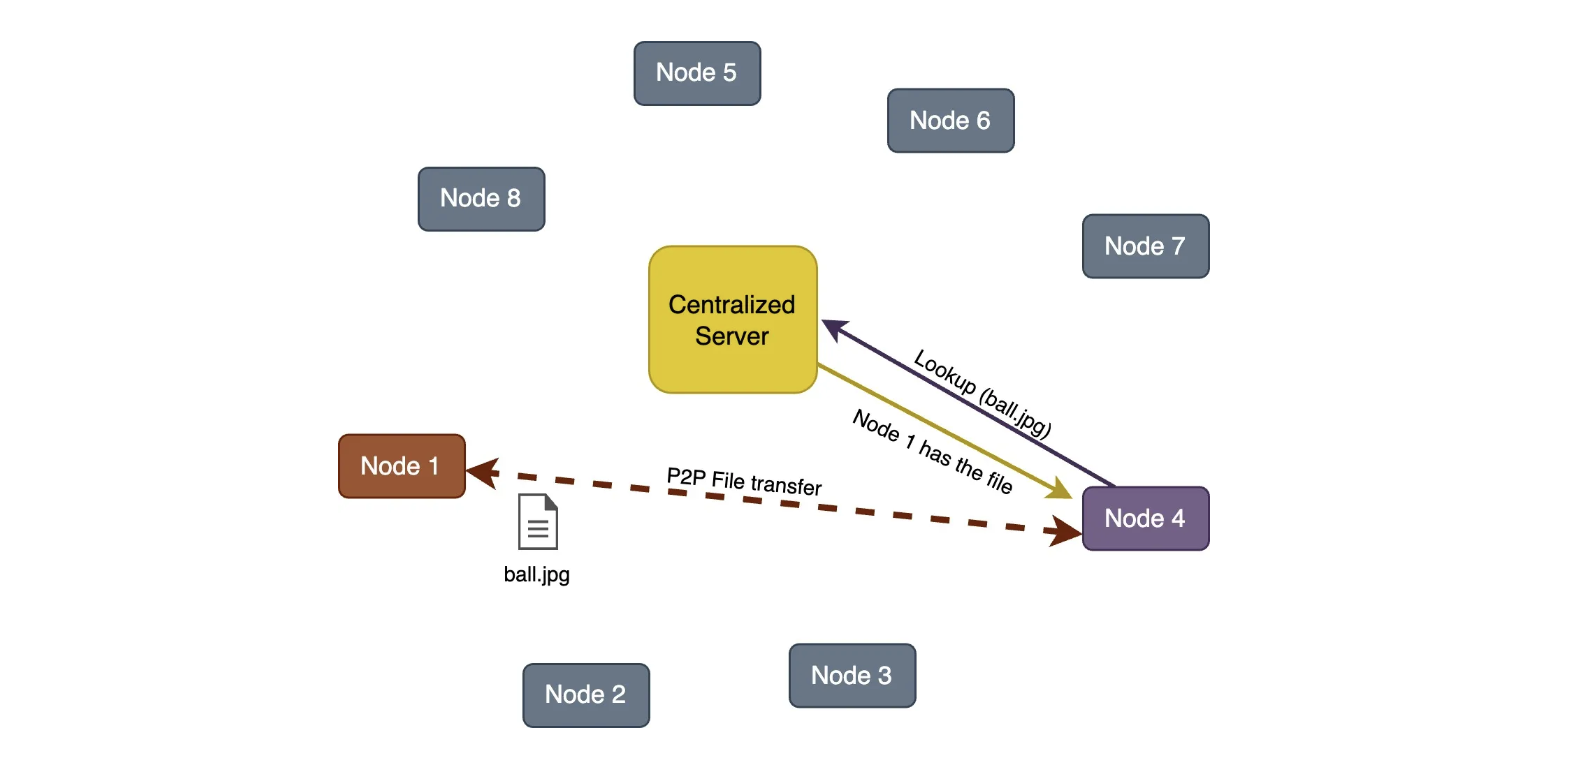 Node 5
Node 6
Node 8
Node 7
Centralized
Server
Lookup (ball.jpg)
Node 1 has the file
Node 1
P2P File transfer
Node 4
ball.jpg
Node 3
Node 2